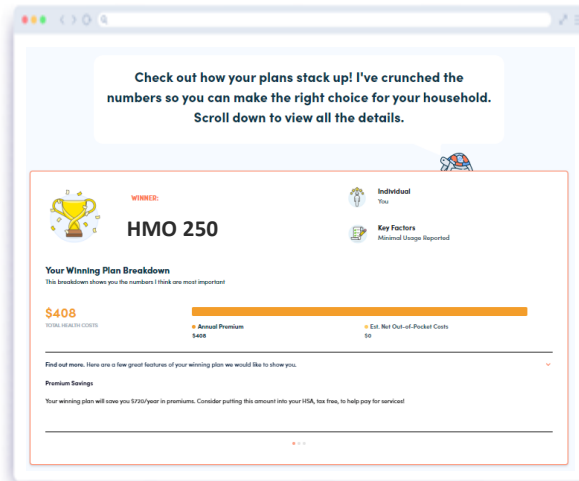 Check out how your plans stack up! I've crunched the
numbers so you can make the right choice for your household.
Scroll down to view all the details.
WINNER:
HMO 250
Individual
You
Key Factors
Minimal Usage Reported
Your Winning Plan Breakdown
This breakdown shows you the numbers I think are most important
$408
TOTAL HEALTH COSTS
Annual Premium
$408
Est. Net Out-of-Pocket Costs
$0
Find out more. Here are a few great features of your winning plan we would like to show you.
Premium Savings
Your winning plan will save you $720/year in premiums. Consider putting this amount into your HSA, tax free, to help pay for services!